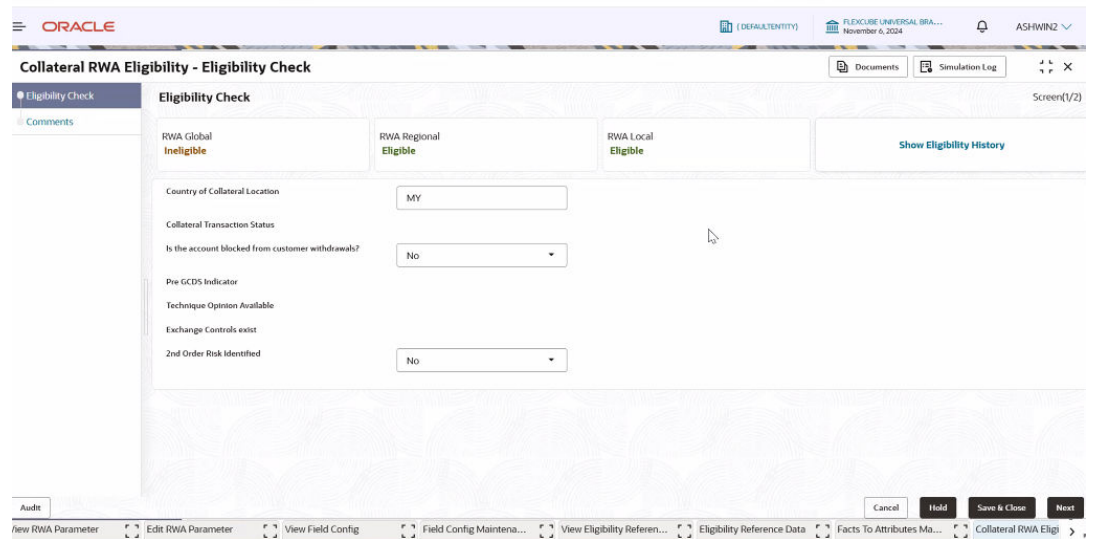 ORACLE
( DEFAULTENTITY)
FLEXCUBE UNIVERSAL BRA....
November 6, 2024
ASHWIN2
Collateral RWA Eligibility - Eligibility Check
Documents
Simulation Log
Eligibility Check
Comments
Eligibility Check
Screen(1/2)
RWA Global
Ineligible
RWA Regional
Eligible
RWA Local
Eligible
Show Eligibility History
Country of Collateral Location
MY
Collateral Transaction Status
Is the account blocked from customer withdrawals?
No
Pre GCDS Indicator
Technique Opinion Available
Exchange Controls exist
2nd Order Risk Identified
No
Audit
Cancel
Hold
Save & Close
Next
View RWA Parameter
Edit RWA Parameter
View Field Config
Field Config Maintena...
View Eligibility Referen...
Eligibility Reference Data
Facts To Attributes Ma...
Collateral RWA Eligi